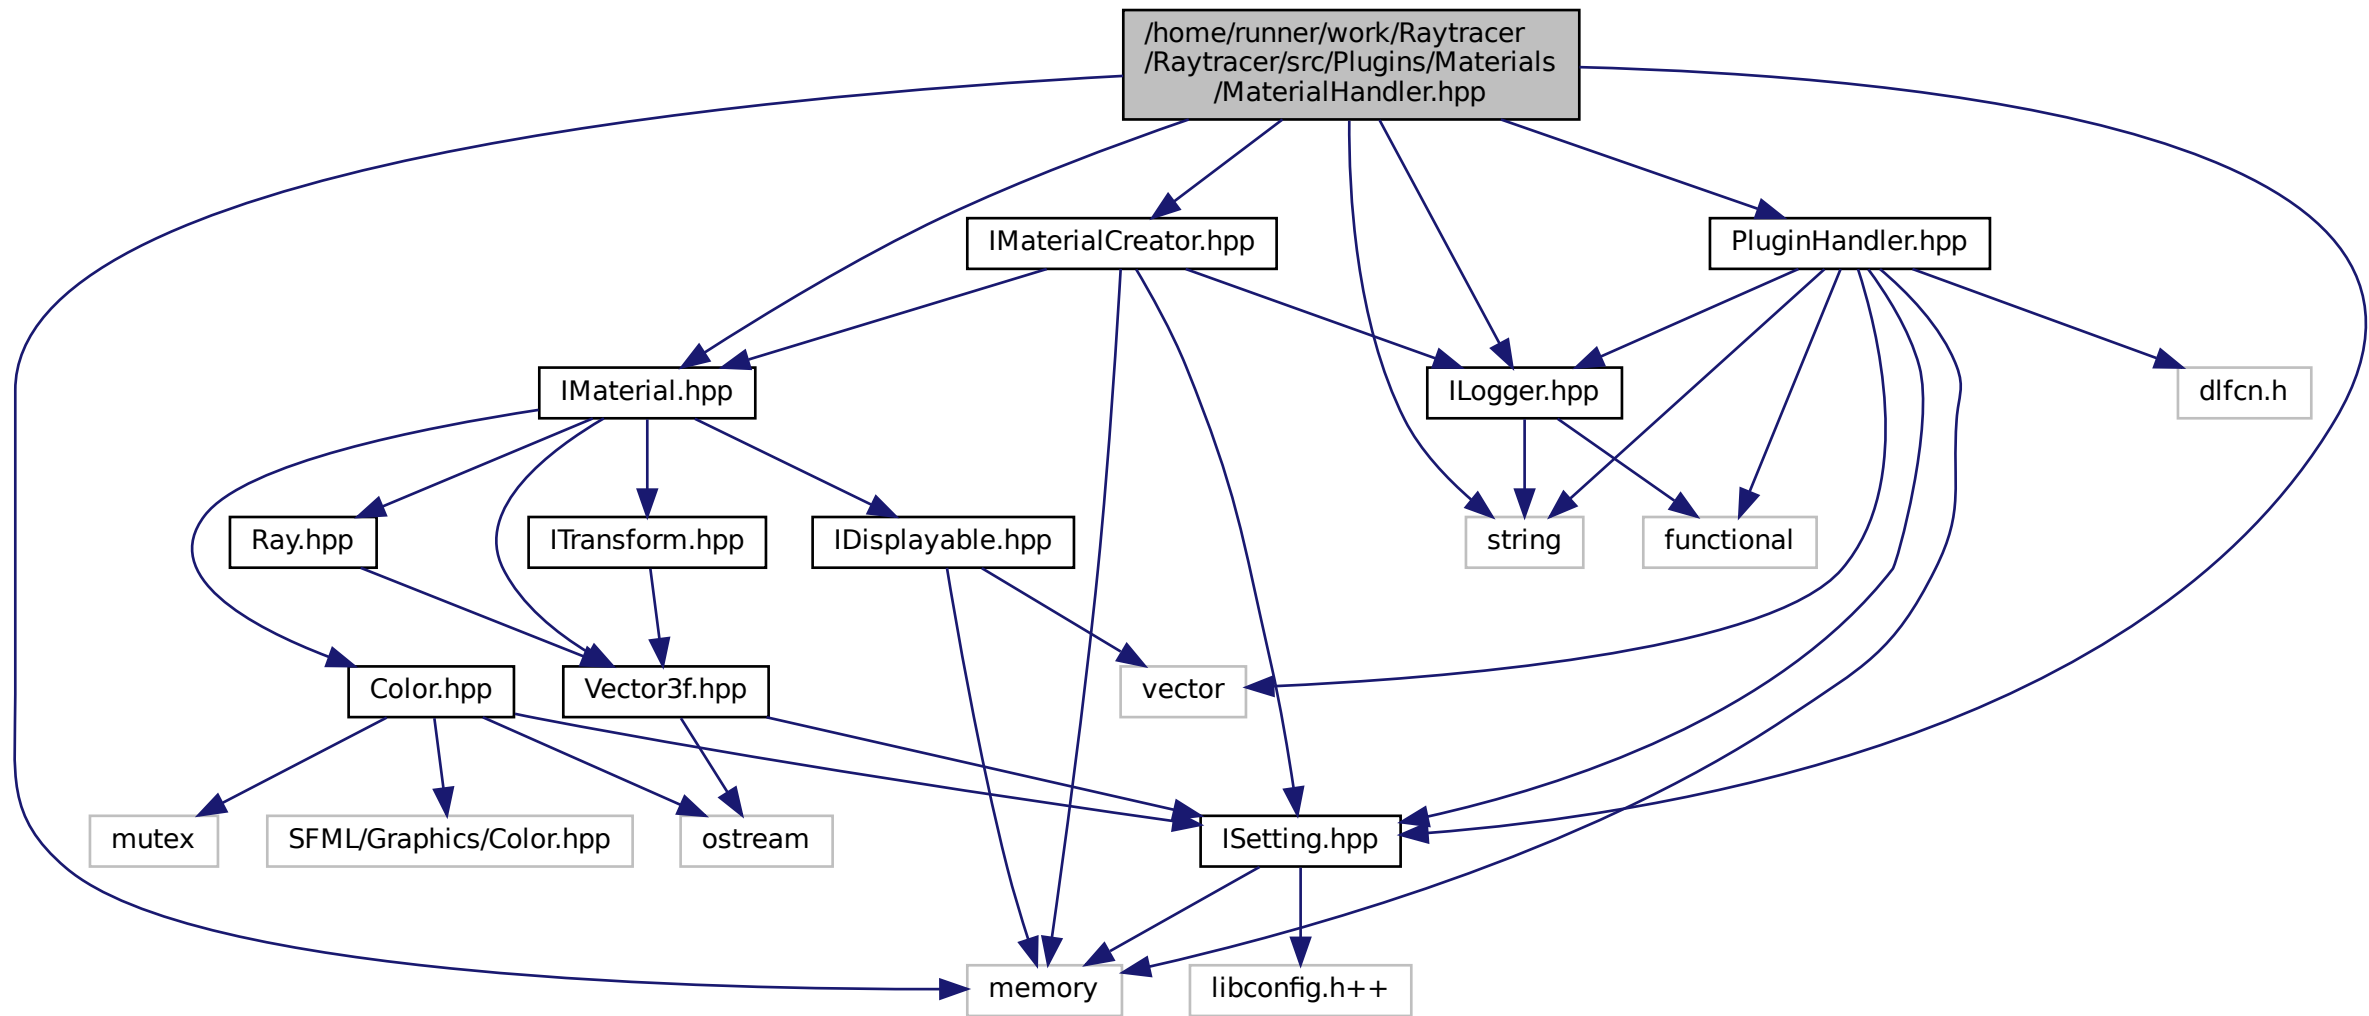 /home/runner/work/Raytracer
/Raytracer/src/Plugins/Materials
/MaterialHandler.hpp
IMaterialCreator.hpp
PluginHandler.hpp
IMaterial.hpp
ILogger.hpp
dlfcn.h
Ray.hpp
ITransform.hpp
IDisplayable.hpp
string
functional
Color.hpp
Vector3f.hpp
vector
mutex
SFML/Graphics/Color.hpp
ostream
ISetting.hpp
memory
libconfig.h++